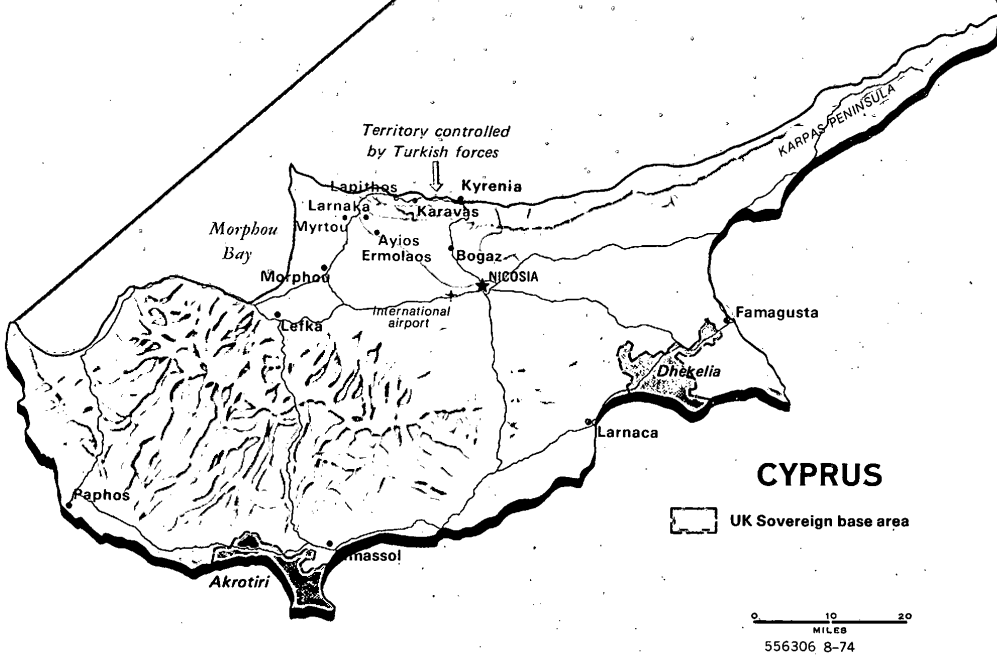 Territory controlled
by Turkish forces
KARPAS PENINSULA
Lapithos
Kyrenia
Larnaka
Karavas
Myrtou
Morphou
Bay
Ayios
Ermolaos
Bogaz
Morphou
NICOSIA
International
airport
Lefka
Famagusta
Dhekelia
Larnaca
CYPRUS
Paphos
UK Sovereign base area
massol
Akrotiri
0 10 20
MILES
556306 8-74